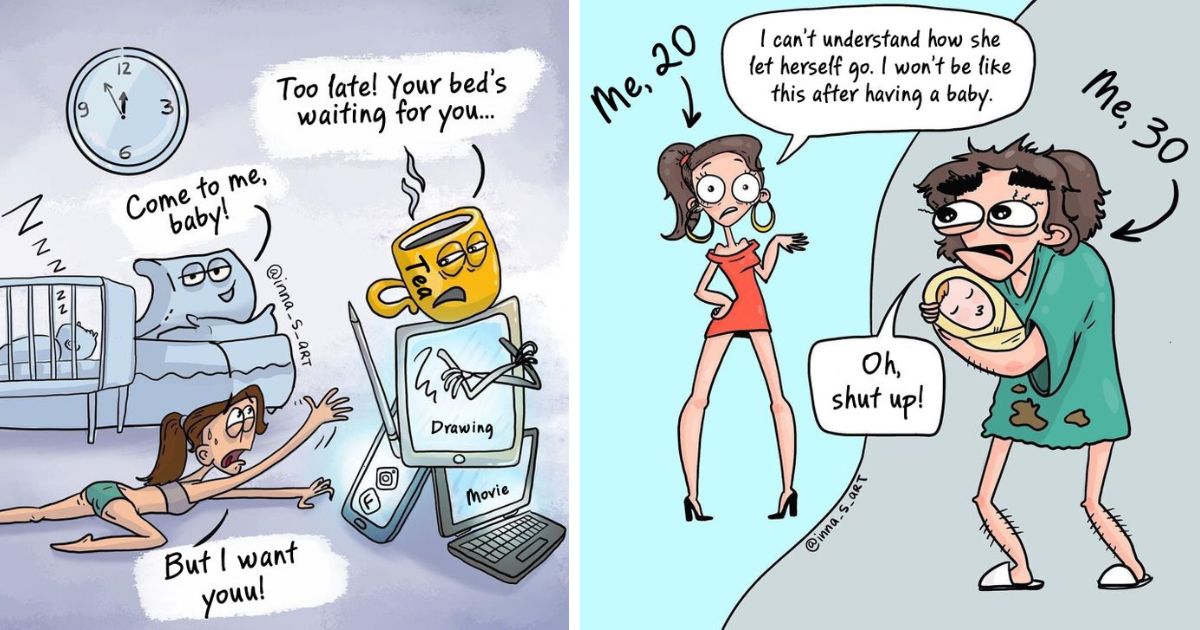 12
3
6
9
Too late! Your bed's
waiting for you...
Come to me,
baby!
Z
Z
Z
Z
Z
Z
@inna_s_ART
Tea
Drawing
Movie
F
But I want
youu!
Me, 20
I can't understand how she
let herself go. I won't be like
this after having a baby.
Me, 30
Oh,
shut up!
@inna_s_ART